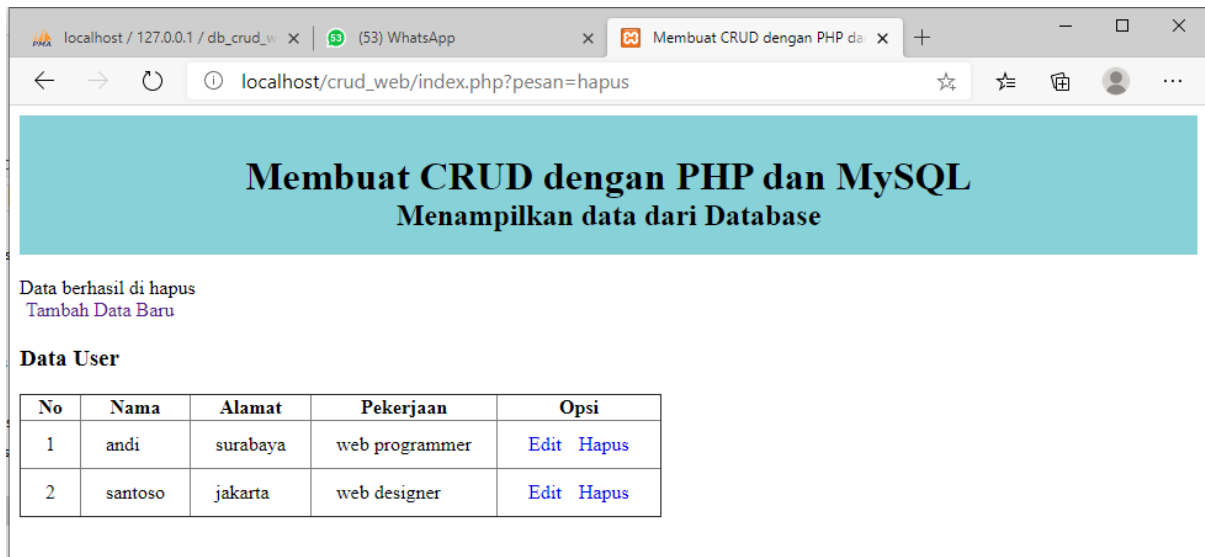 PMA localhost / 127.0.0.1 / db_crud_w
53 (53) WhatsApp
Membuat CRUD dengan PHP da
localhost/crud_web/index.php?pesan=hapus
Membuat CRUD dengan PHP dan MySQL
Menampilkan data dari Database
Data berhasil di hapus
Tambah Data Baru
Data User
No Nama Alamat Pekerjaan Opsi
1 andi surabaya web programmer Edit Hapus
2 santoso jakarta web designer Edit Hapus